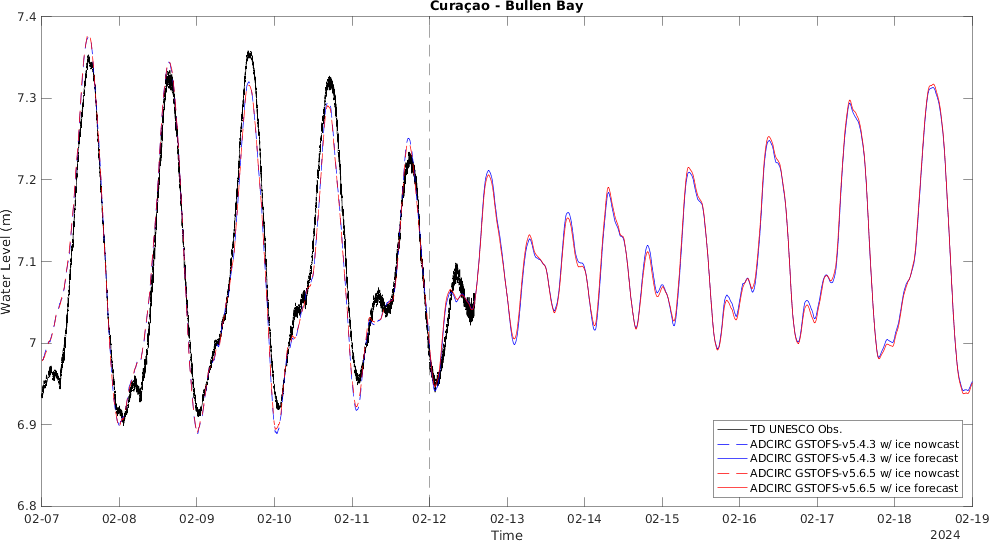 Curaçao - Bullen Bay
7.4
7.3
7.2
7.1
7
6.9
6.8
Water Level (m)
02-07
02-08
02-09
02-10
02-11
02-12
02-13
02-14
02-15
02-16
02-17
02-18
02-19
Time
2024
TD UNESCO Obs.
ADCIRC GSTOFS-v5.4.3 w/ ice nowcast
ADCIRC GSTOFS-v5.4.3 w/ ice forecast
ADCIRC GSTOFS-v5.6.5 w/ ice nowcast
ADCIRC GSTOFS-v5.6.5 w/ ice forecast